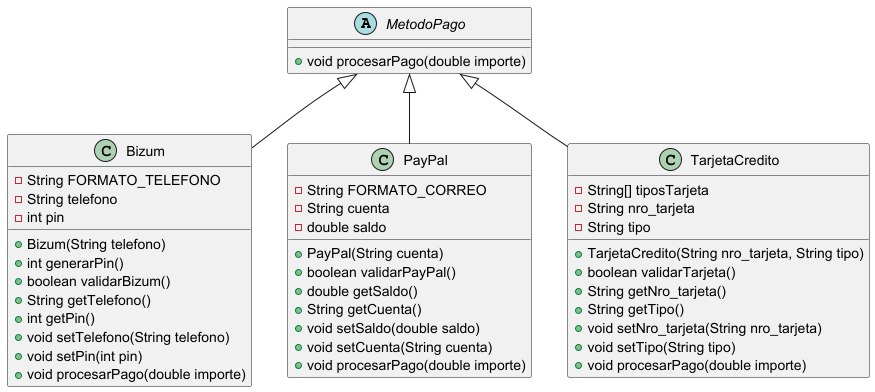 A MetodoPago
void procesarPago(double importe)
C Bizum
String FORMATO_TELEFONO
String telefono
int pin
Bizum(String telefono)
int generarPin()
boolean validarBizum()
String getTelefono()
int getPin()
void setTelefono(String telefono)
void setPin(int pin)
void procesarPago(double importe)
C PayPal
String FORMATO_CORREO
String cuenta
double saldo
PayPal(String cuenta)
boolean validarPayPal()
double getSaldo()
String getCuenta()
void setSaldo(double saldo)
void setCuenta(String cuenta)
void procesarPago(double importe)
C TarjetaCredito
String[] tiposTarjeta
String nro_tarjeta
String tipo
TarjetaCredito(String nro_tarjeta, String tipo)
boolean validarTarjeta()
String getNro_tarjeta()
String getTipo()
void setNro_tarjeta(String nro_tarjeta)
void setTipo(String tipo)
void procesarPago(double importe)